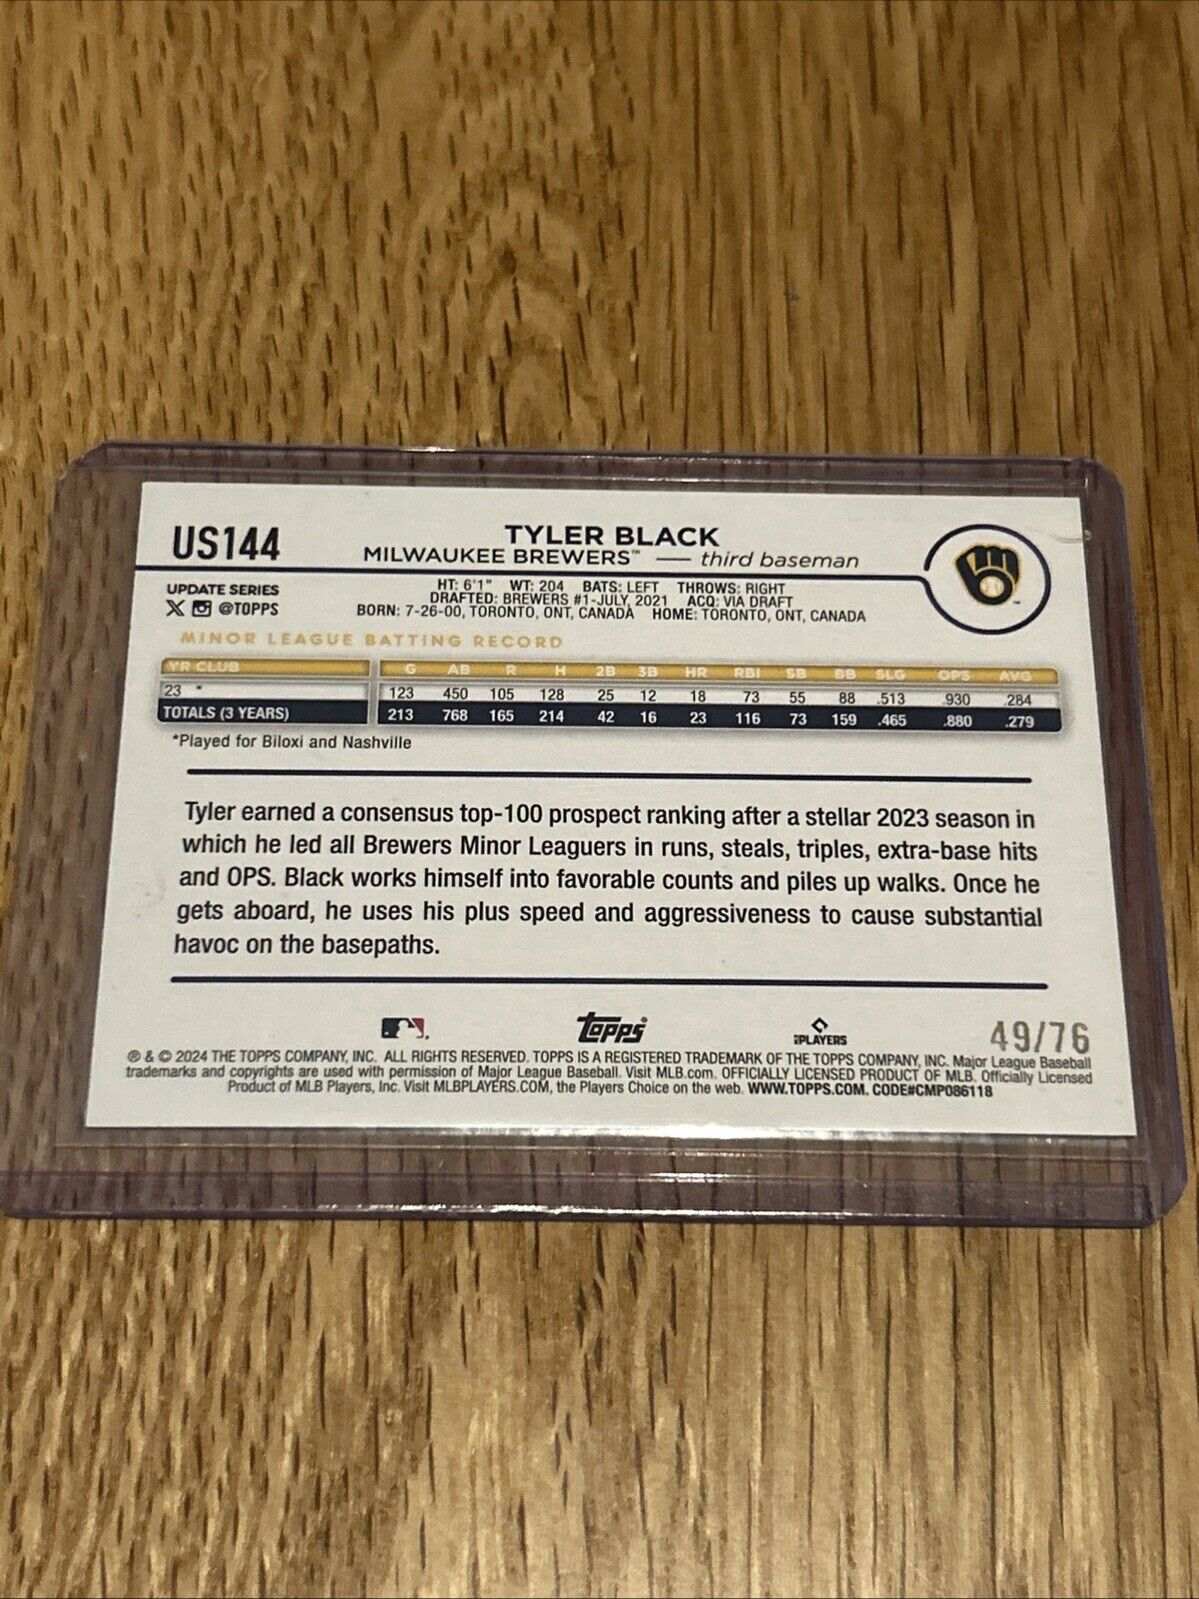 US144
TYLER BLACK
MILWAUKEE BREWERS™ — third baseman
UPDATE SERIES
X @TOPPS
HT: 6'1" WT: 204 BATS: LEFT THROWS: RIGHT
DRAFTED: BREWERS #1-JULY, 2021 ACQ: VIA DRAFT
BORN: 7-26-00, TORONTO, ONT, CANADA HOME: TORONTO, ONT, CANADA
MINOR LEAGUE BATTING RECORD
YR CLUB G AB R H 2B 3B HR RBI SB BB SLG OPS AVG
23 * 123 450 105 128 25 12 18 73 55 88 .513 .930 .284
TOTALS (3 YEARS) 213 768 165 214 42 16 23 116 73 159 .465 .880 .279
*Played for Biloxi and Nashville
Tyler earned a consensus top-100 prospect ranking after a stellar 2023 season in
which he led all Brewers Minor Leaguers in runs, steals, triples, extra-base hits
and OPS. Black works himself into favorable counts and piles up walks. Once he
gets aboard, he uses his plus speed and aggressiveness to cause substantial
havoc on the basepaths.
topps
PLAYERS
49/76
® & © 2024 THE TOPPS COMPANY, INC. ALL RIGHTS RESERVED. TOPPS IS A REGISTERED TRADEMARK OF THE TOPPS COMPANY, INC. Major League Baseball
trademarks and copyrights are used with permission of Major League Baseball. Visit MLB.com. OFFICIALLY LICENSED PRODUCT OF MLB. Officially Licensed
Product of MLB Players, Inc. Visit MLBPLAYERS.COM, the Players Choice on the web. WWW.TOPPS.COM. CODE#CMP086118